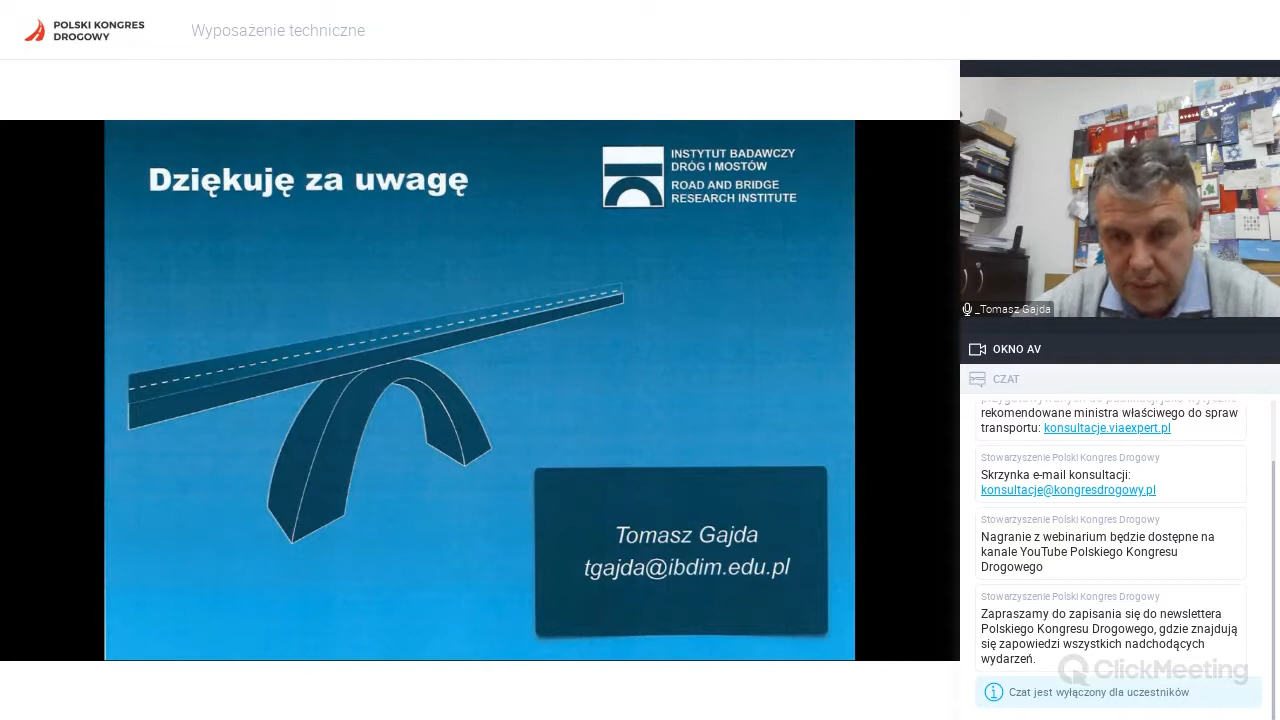 POLSKI KONGRES
DROGOWY
Wyposażenie techniczne
Dziękuję za uwagę
INSTYTUT BADAWCZY
DRÓG I MOSTÓW
ROAD AND BRIDGE
RESEARCH INSTITUTE
Tomasz Gajda
tgajda@ibdim.edu.pl
_Tomasz Gajda
OKNO AV
CZAT
rekomendowane ministra właściwego do spraw
transportu: konsultacje.viaexpert.pl
Stowarzyszenie Polski Kongres Drogowy
Skrzynka e-mail konsultacji:
konsultacje@kongresdrogowy.pl
Stowarzyszenie Polski Kongres Drogowy
Nagranie z webinarium będzie dostępne na
kanale YouTube Polskiego Kongresu
Drogowego
Stowarzyszenie Polski Kongres Drogowy
Zapraszamy do zapisania się do newslettera
Polskiego Kongresu Drogowego, gdzie znajdują
się zapowiedzi wszystkich nadchodzących
wydarzeń.
ClickMeeting
Czat jest wyłączony dla uczestników